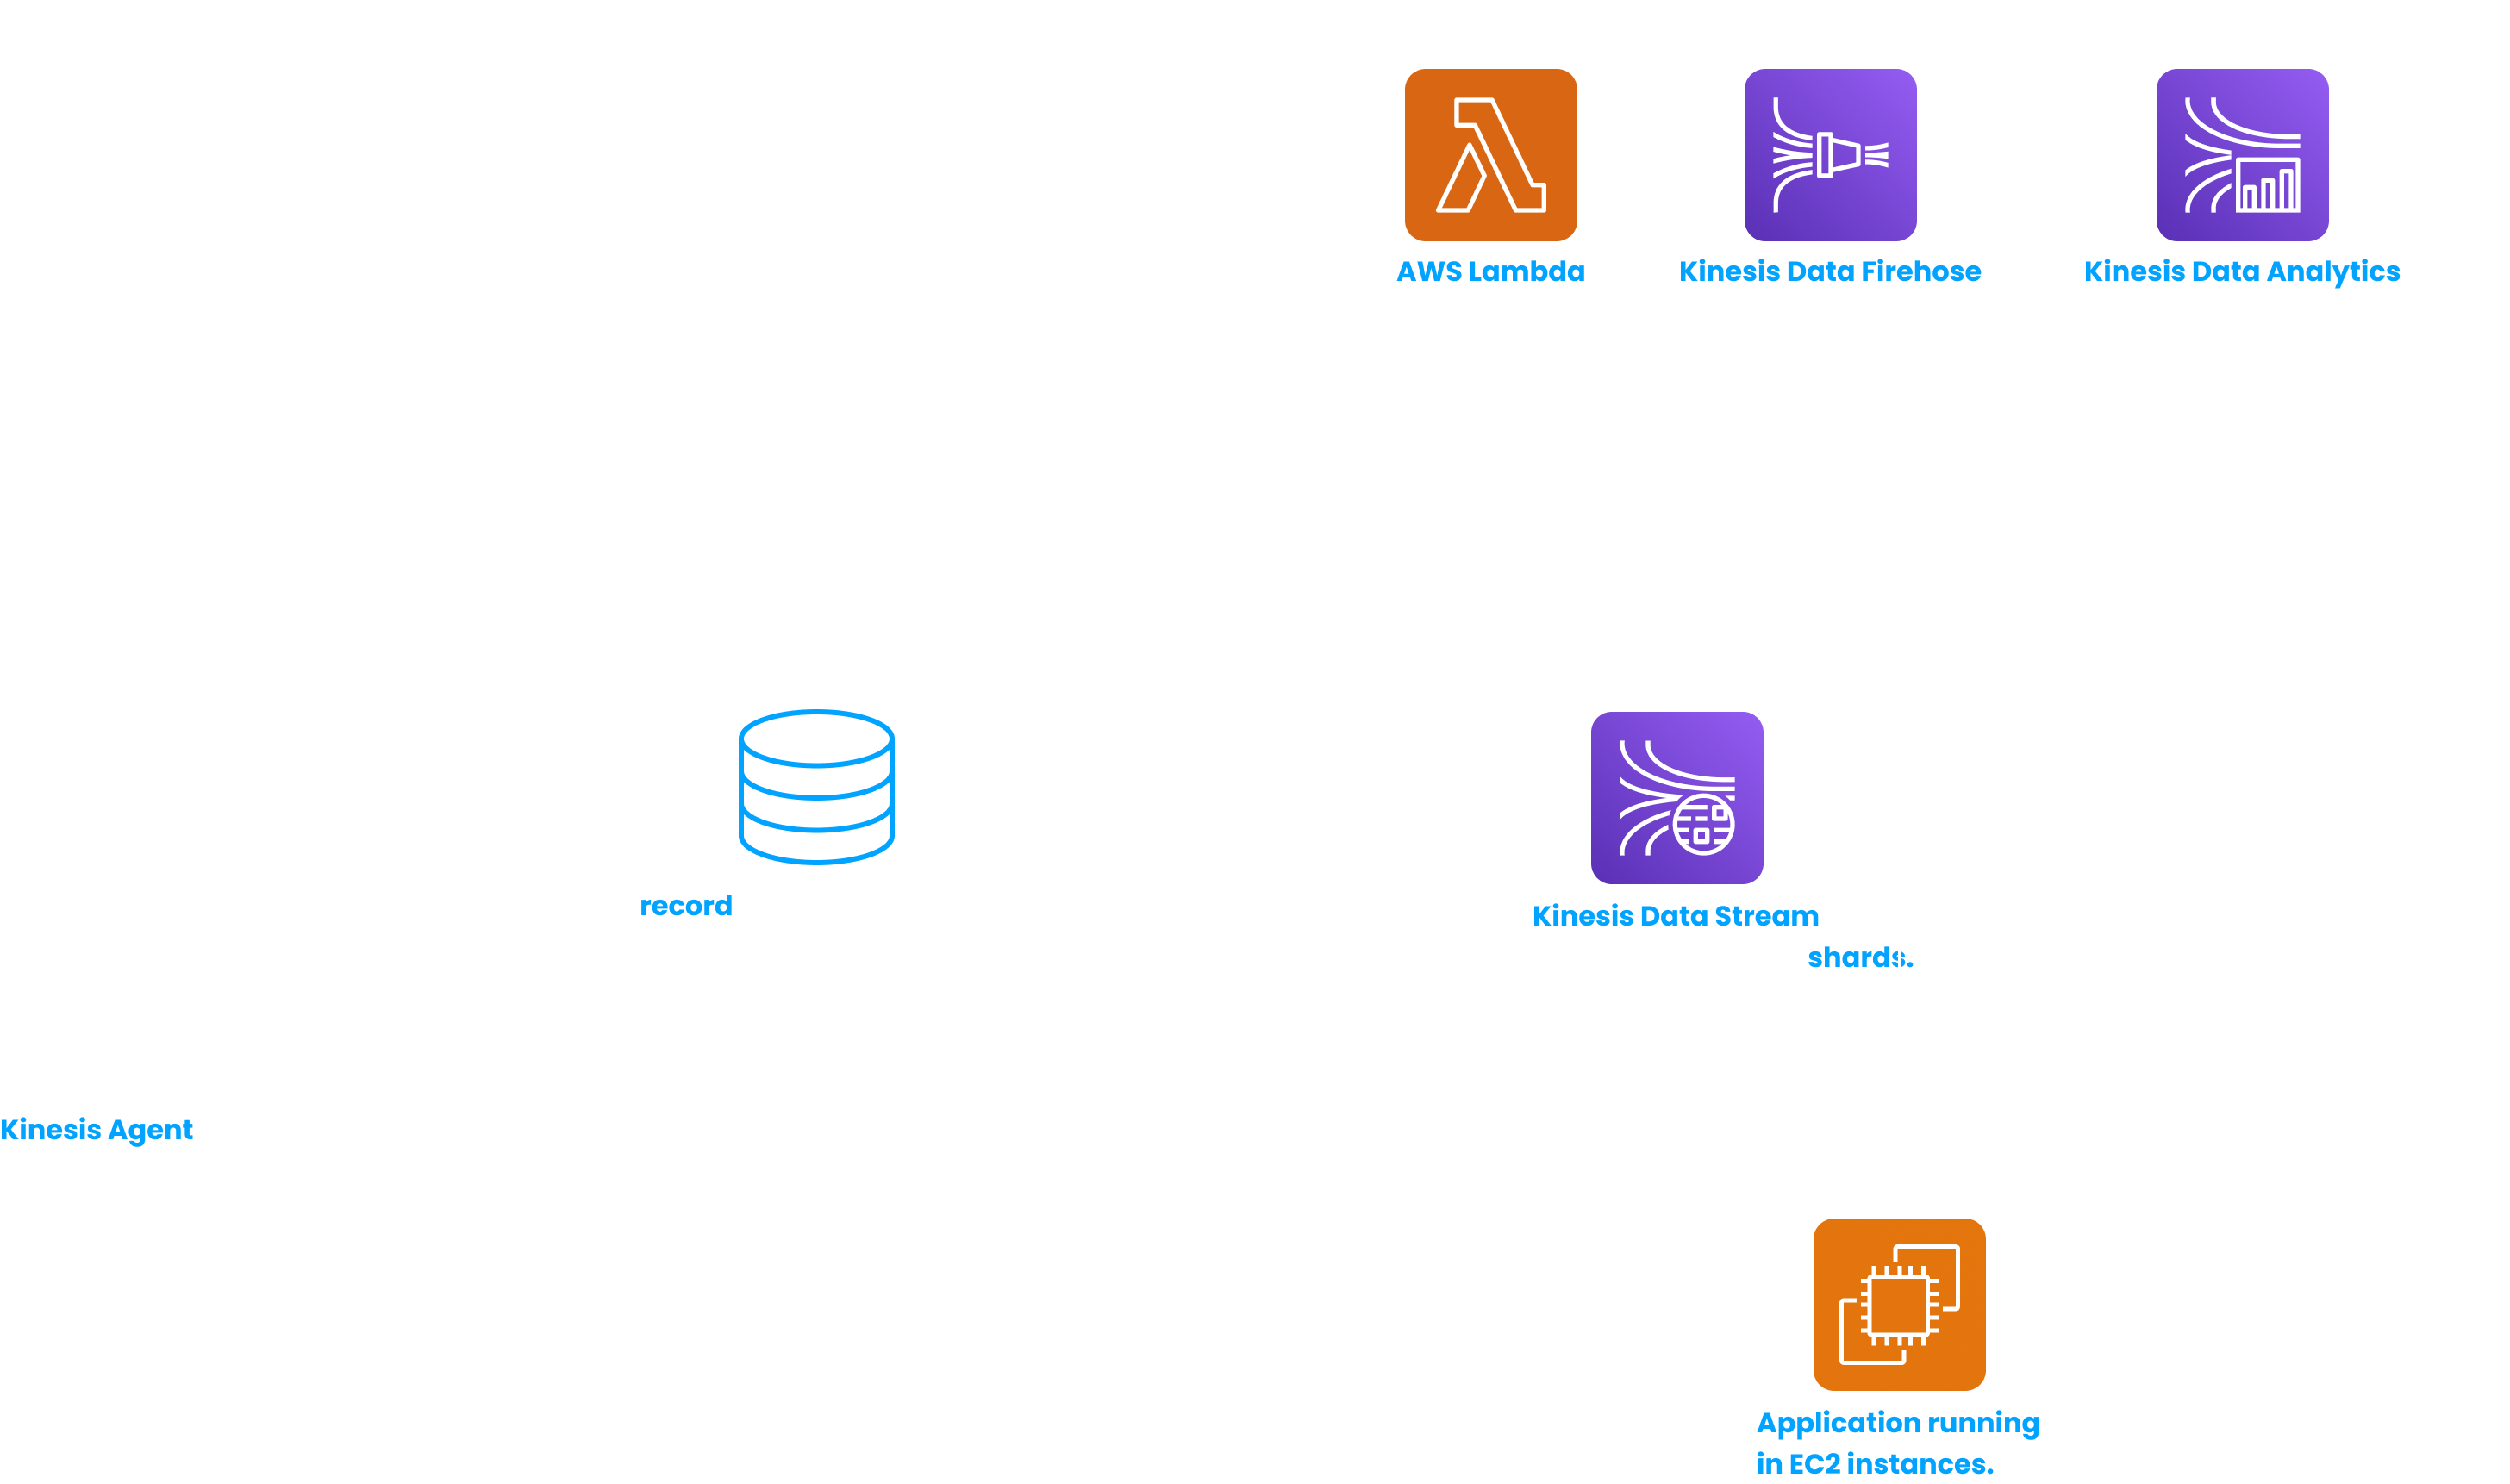 AWS Lambda
Kinesis Data Firehose
Kinesis Data Analytics
record
Kinesis Data Stream
shards.
Kinesis Agent
Application running
in EC2 instances.